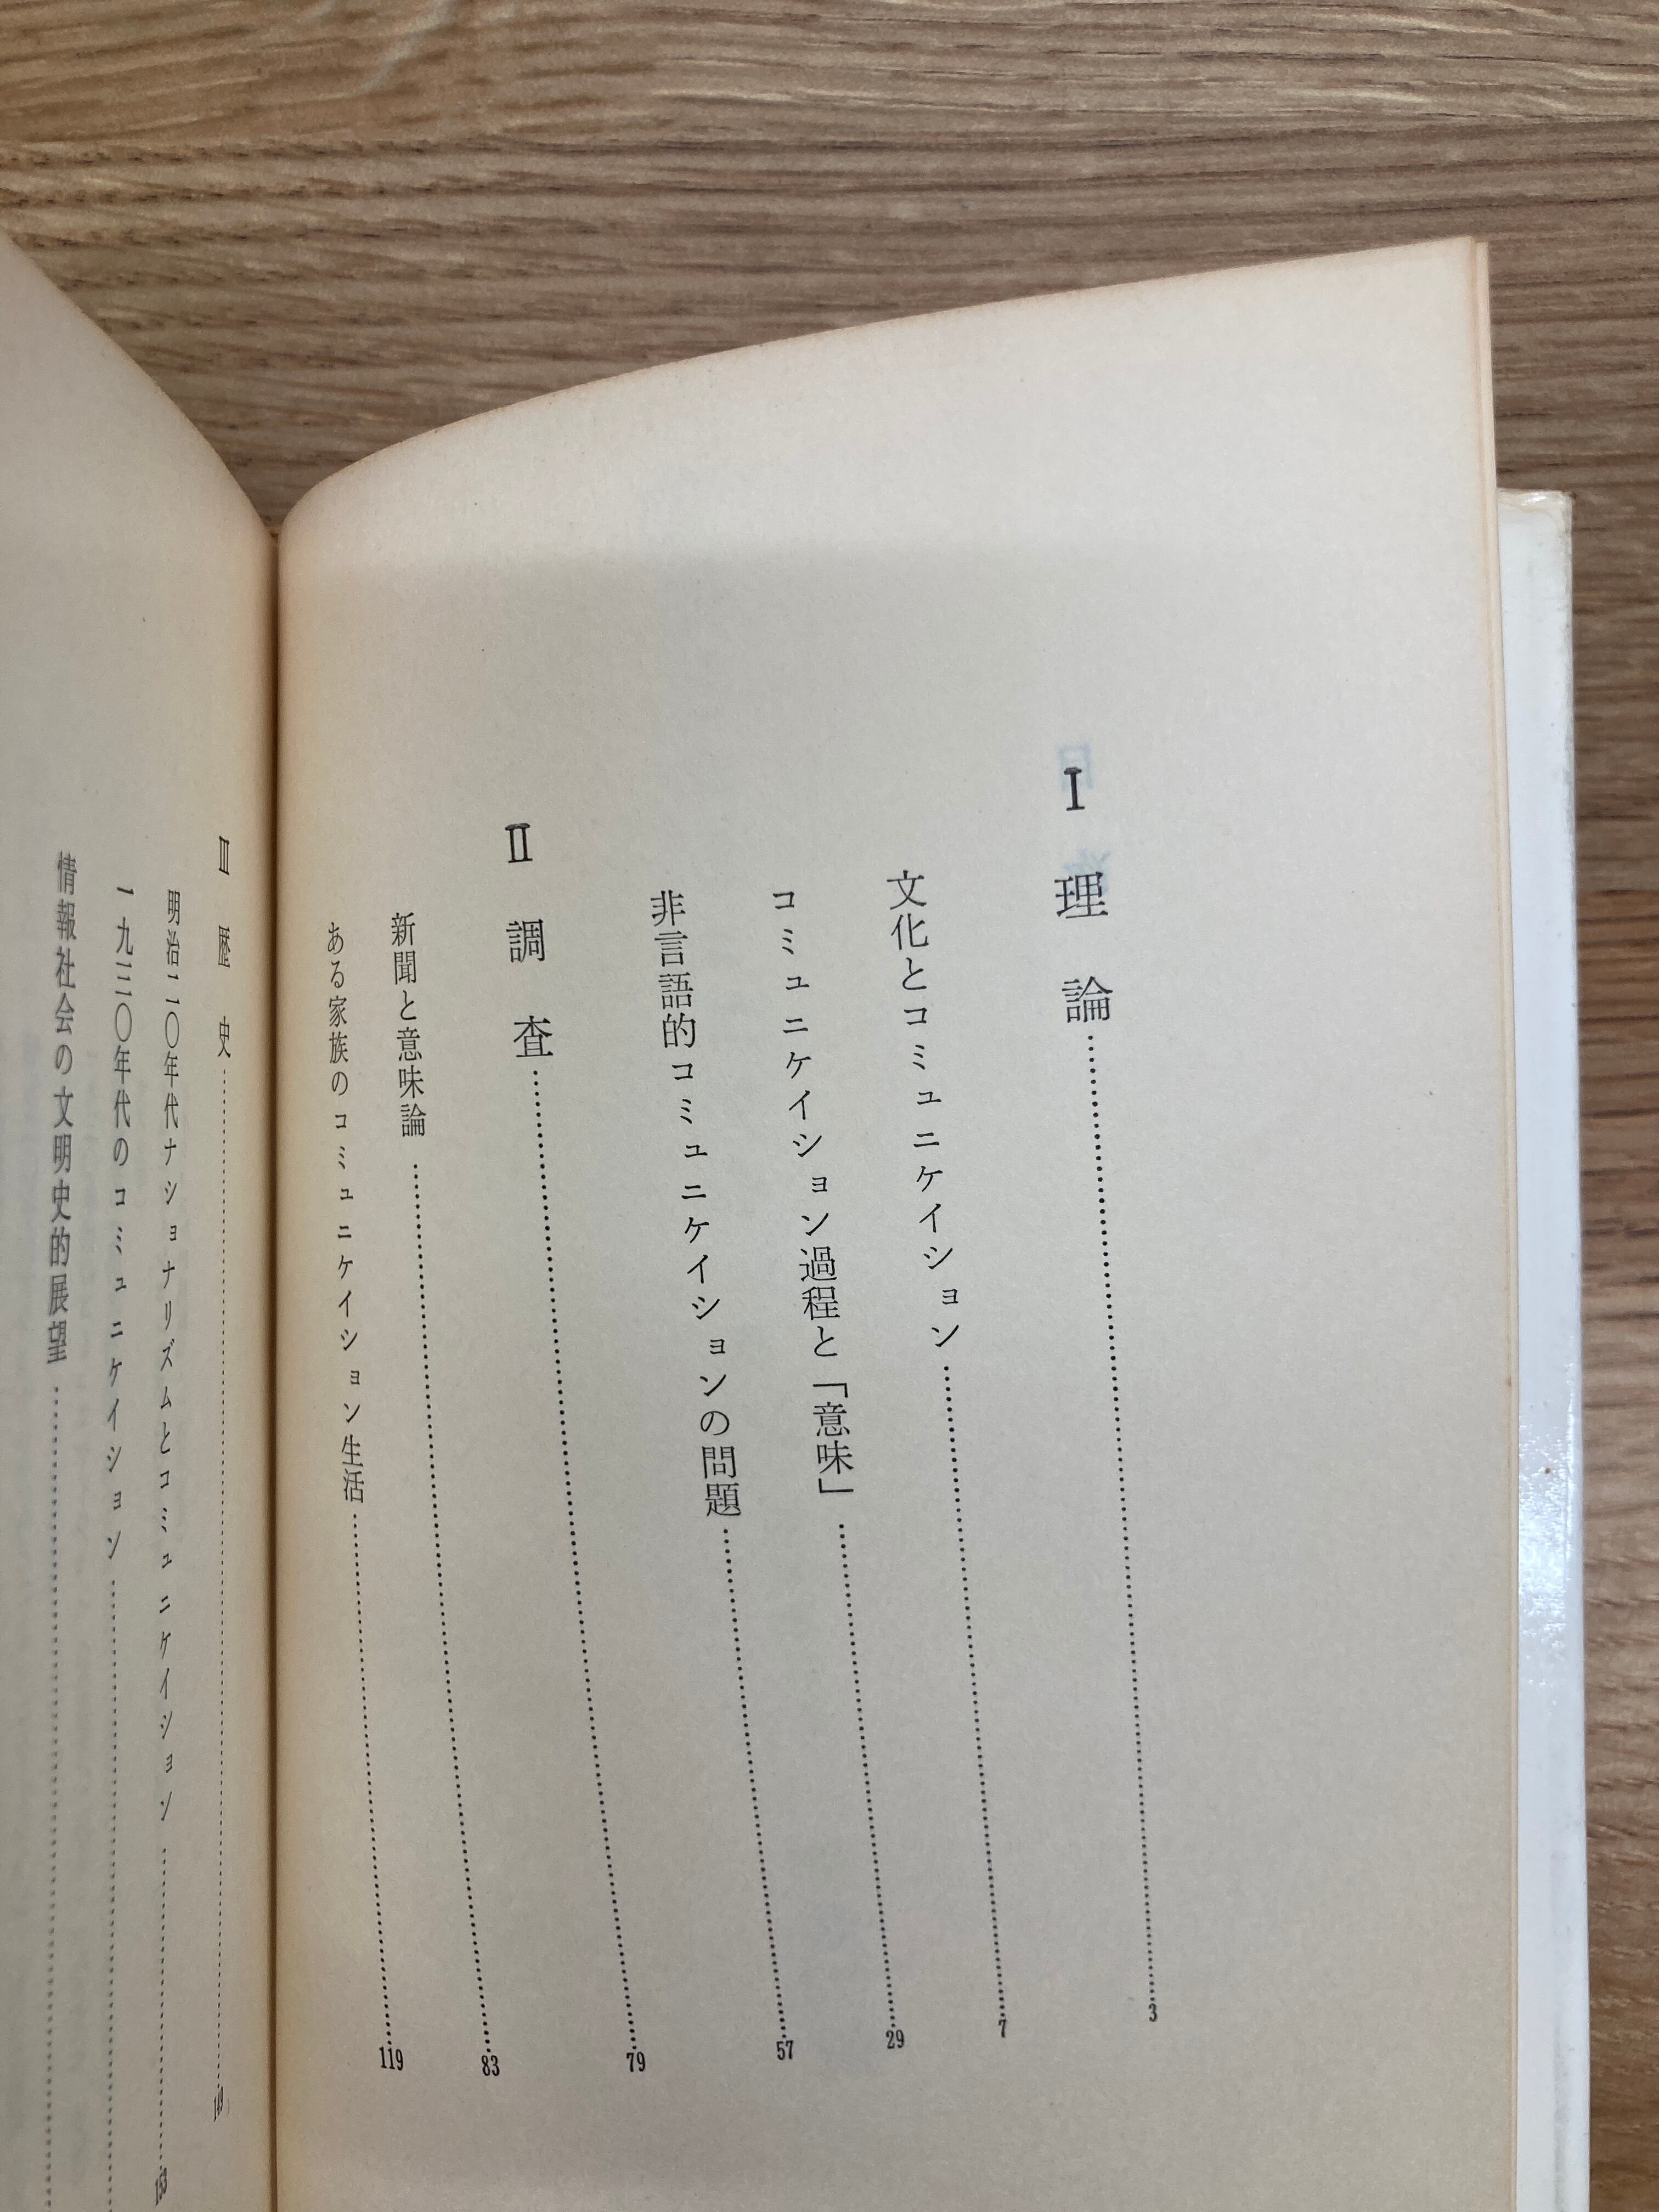 I 理論……3
文化とコミュニケイション……7
コミュニケイション過程と「意味」……29
非言語的コミュニケイションの問題……57
II 調査……79
新聞と意味論……83
ある家族のコミュニケイション生活……119
III 歴史……149
明治二〇年代ナショナリズムとコミュニケイション……153
一九三〇年代のコミュニケイション……
情報社会の文明史的展望……